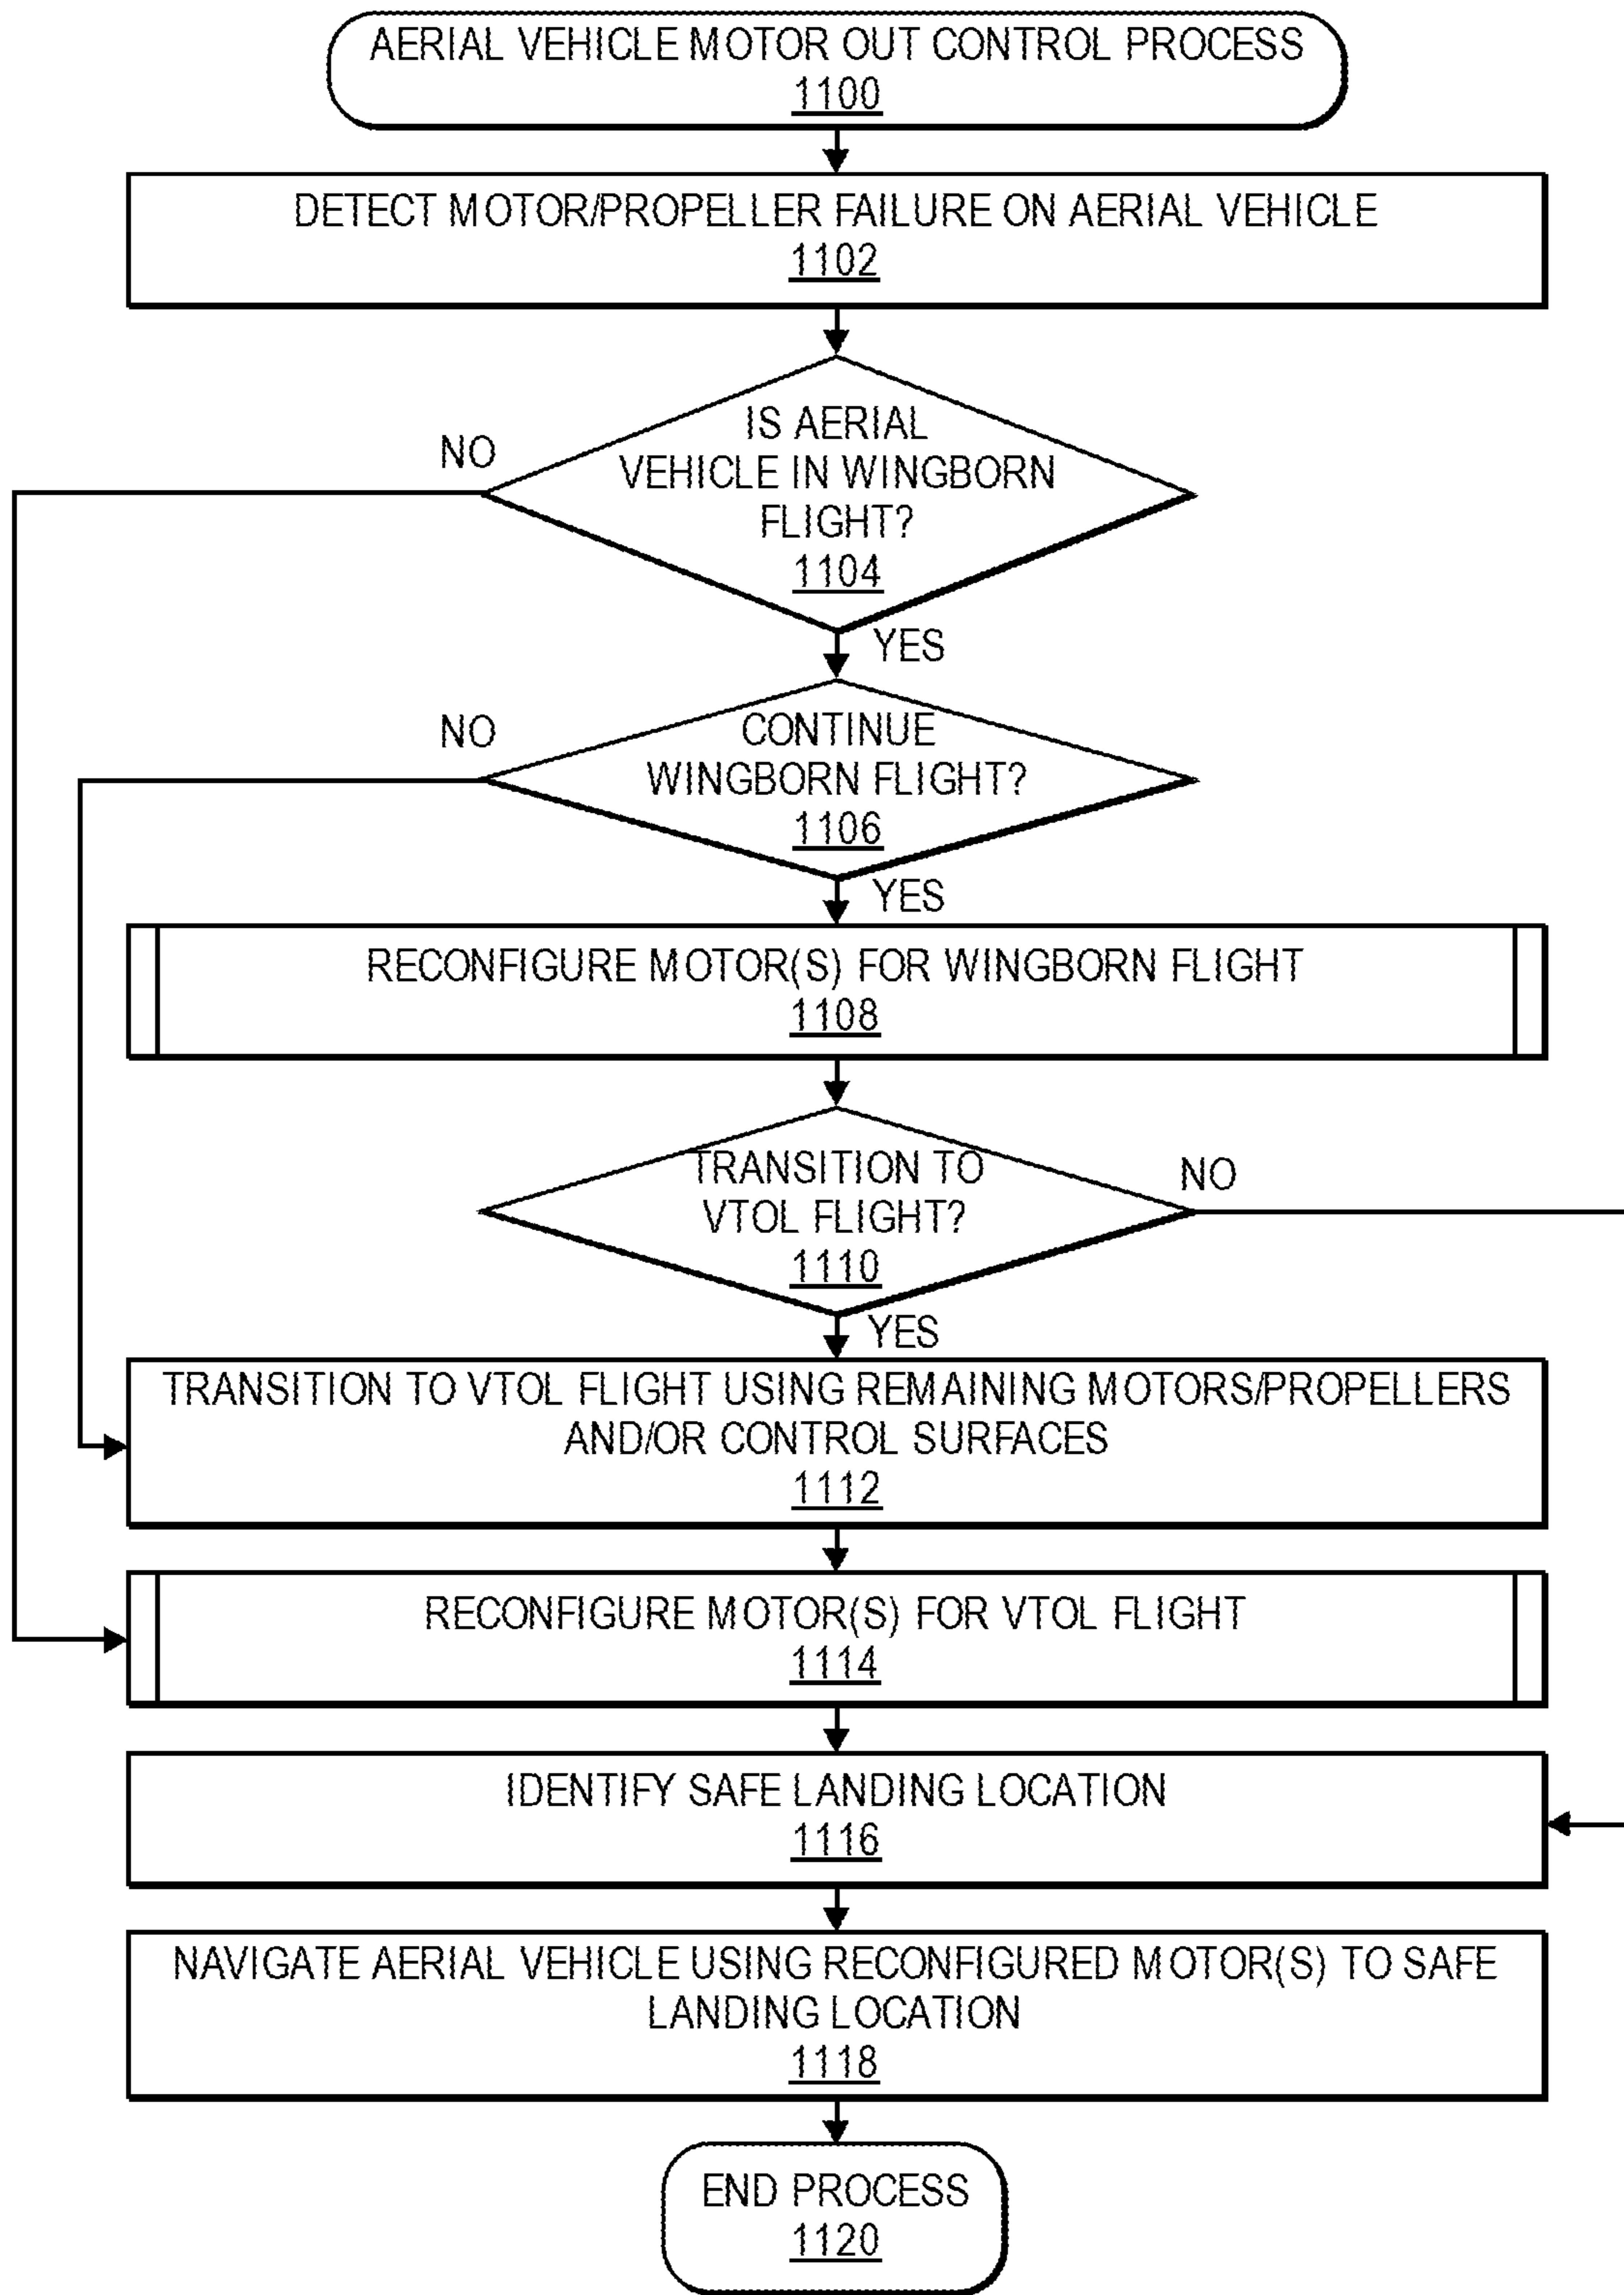 AERIAL VEHICLE MOTOR OUT CONTROL PROCESS
1100
DETECT MOTOR/PROPELLER FAILURE ON AERIAL VEHICLE
1102
IS AERIAL
VEHICLE IN WINGBORN
FLIGHT?
1104
NO
YES
CONTINUE
WINGBORN FLIGHT?
1106
NO
YES
RECONFIGURE MOTOR(S) FOR WINGBORN FLIGHT
1108
TRANSITION TO
VTOL FLIGHT?
1110
NO
YES
TRANSITION TO VTOL FLIGHT USING REMAINING MOTORS/PROPELLERS
AND/OR CONTROL SURFACES
1112
RECONFIGURE MOTOR(S) FOR VTOL FLIGHT
1114
IDENTIFY SAFE LANDING LOCATION
1116
NAVIGATE AERIAL VEHICLE USING RECONFIGURED MOTOR(S) TO SAFE
LANDING LOCATION
1118
END PROCESS
1120